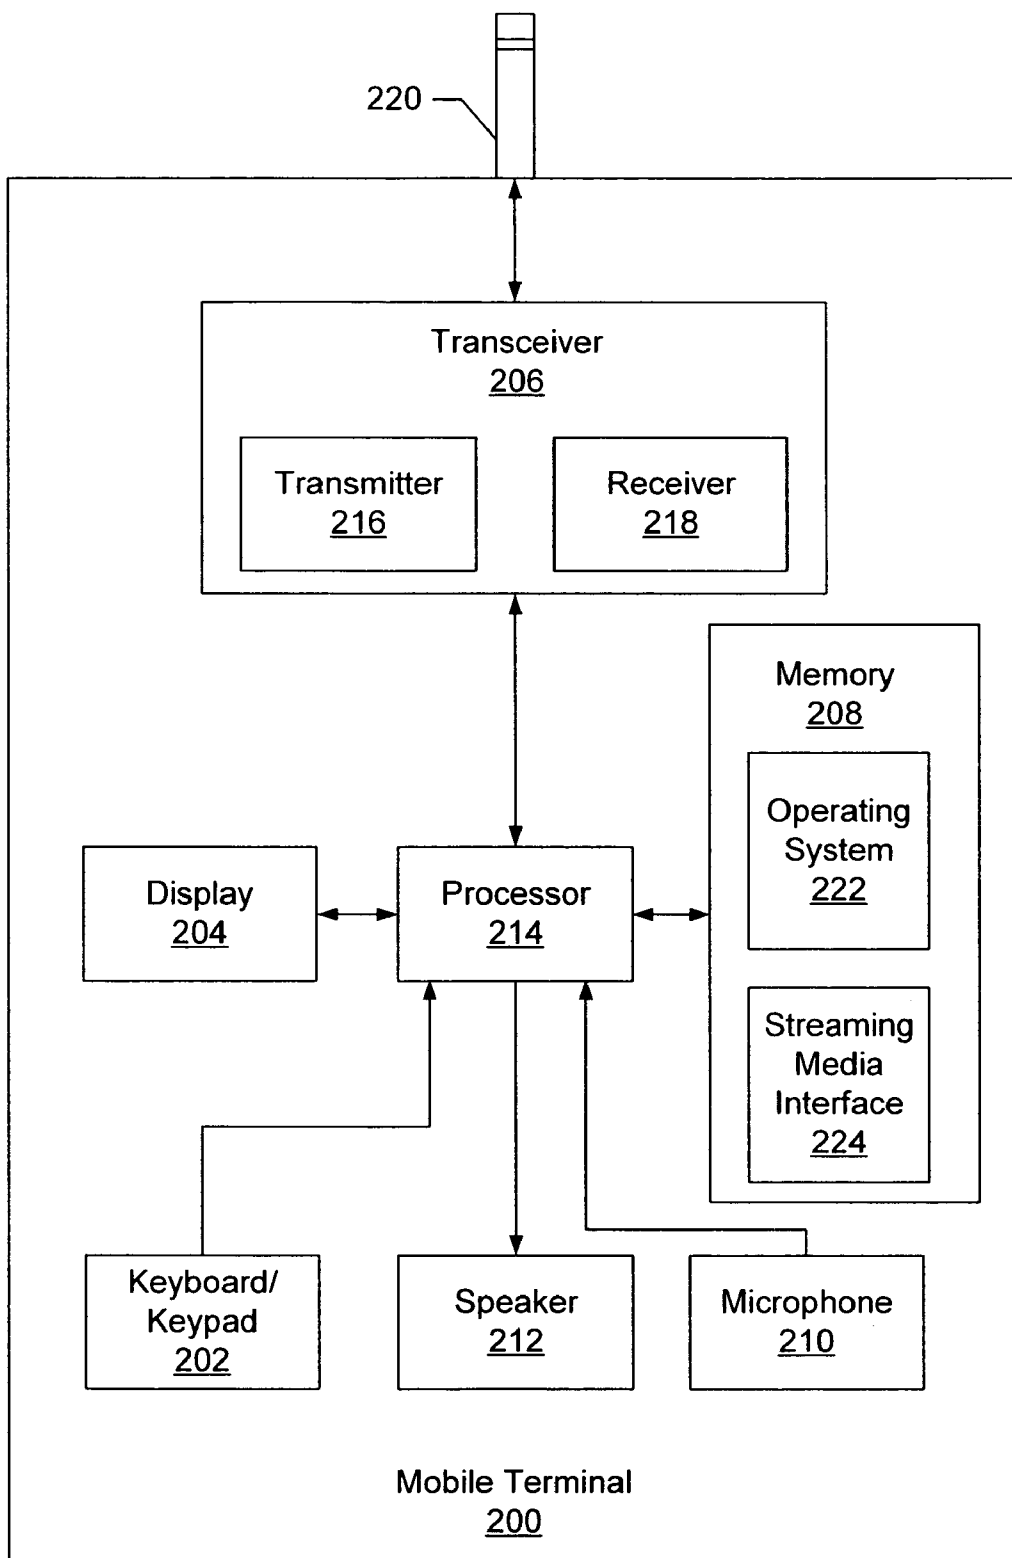 220
Transceiver
206
Transmitter
216
Receiver
218
Memory
208
Operating
System
222
Display
204
Processor
214
Streaming
Media
Interface
224
Keyboard/
Keypad
202
Speaker
212
Microphone
210
Mobile Terminal
200